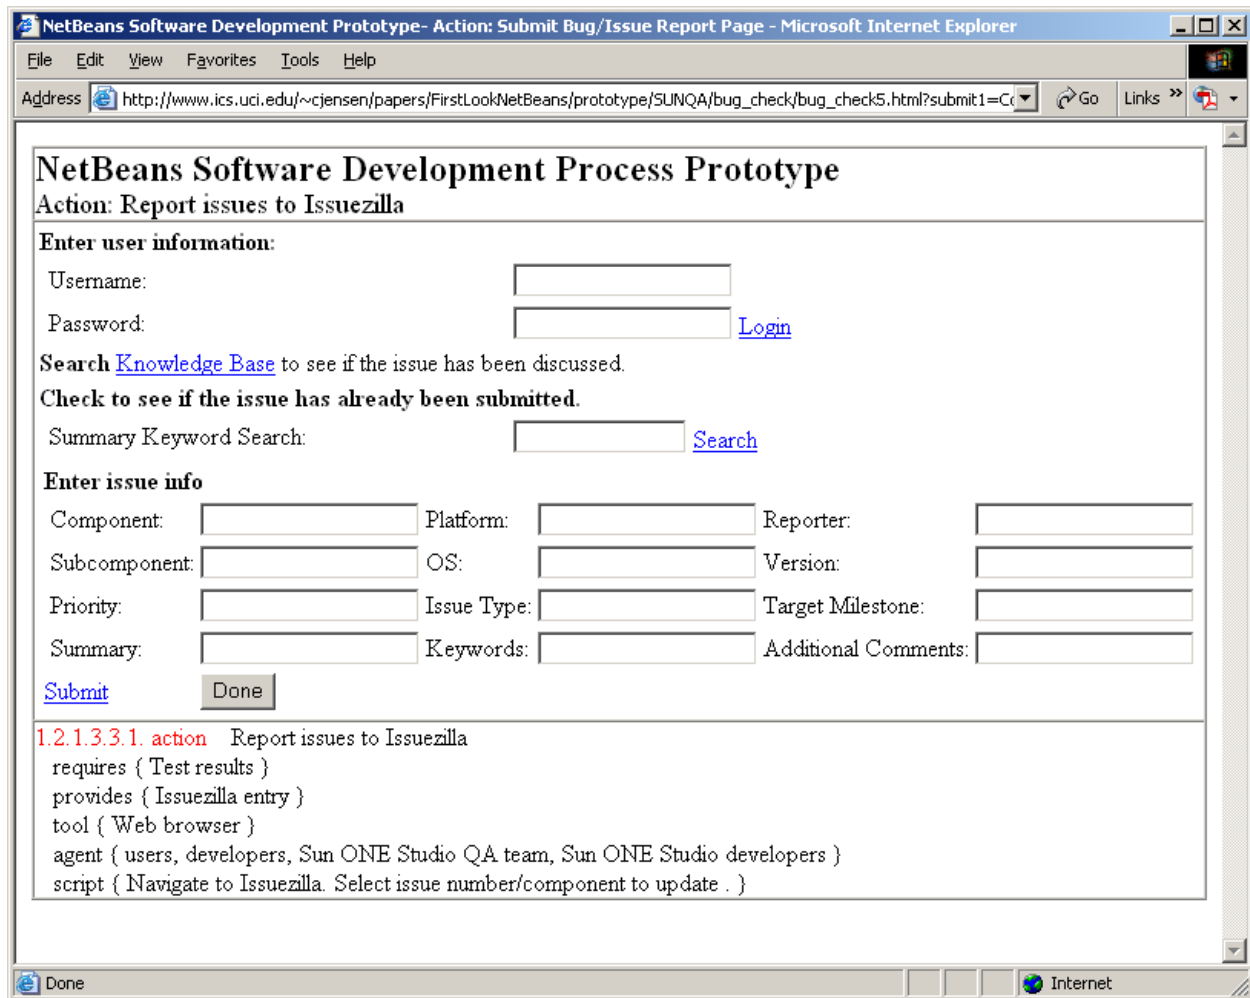 NetBeans Software Development Prototype- Action: Submit Bug/Issue Report Page - Microsoft Internet Explorer
File Edit View Favorites Tools Help
Address http://www.ics.uci.edu/~cjensen/papers/FirstLookNetBeans/prototype/SUNQA/bug_check/bug_check5.html?submit1=Co Go Links »
NetBeans Software Development Process Prototype
Action: Report issues to Issuezilla
Enter user information:
Username:
Password: Login
Search Knowledge Base to see if the issue has been discussed.
Check to see if the issue has already been submitted.
Summary Keyword Search: Search
Enter issue info
Component: Platform: Reporter:
Subcomponent: OS: Version:
Priority: Issue Type: Target Milestone:
Summary: Keywords: Additional Comments:
Submit Done
1.2.1.3.3.1. action Report issues to Issuezilla
requires { Test results }
provides { Issuezilla entry }
tool { Web browser }
agent { users, developers, Sun ONE Studio QA team, Sun ONE Studio developers }
script { Navigate to Issuezilla. Select issue number/component to update . }
Done Internet